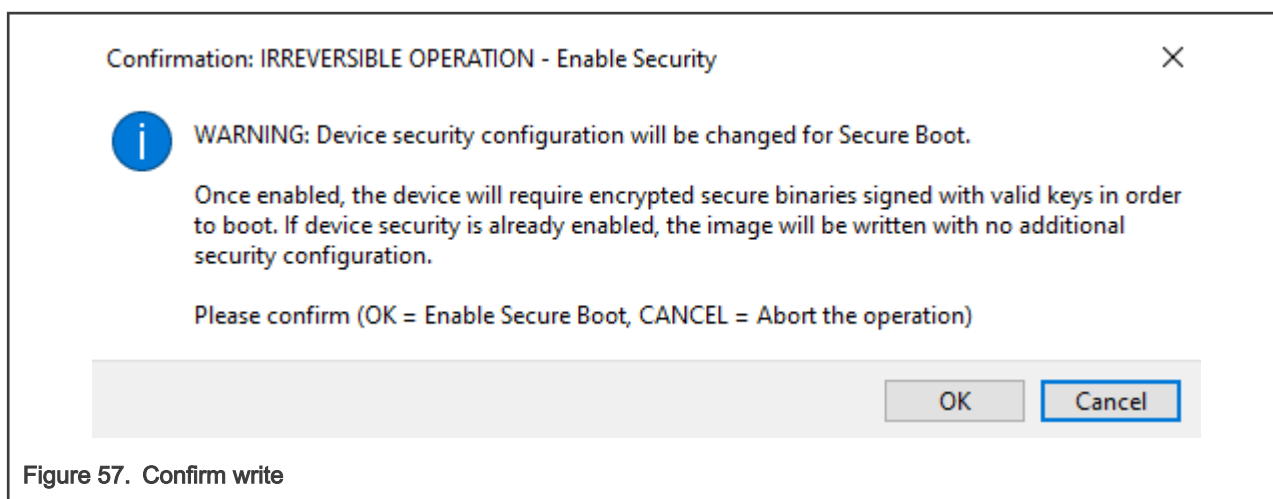 Confirmation: IRREVERSIBLE OPERATION - Enable Security
WARNING: Device security configuration will be changed for Secure Boot.
Once enabled, the device will require encrypted secure binaries signed with valid keys in order
to boot. If device security is already enabled, the image will be written with no additional
security configuration.
Please confirm (OK = Enable Secure Boot, CANCEL = Abort the operation)
OK Cancel
Figure 57. Confirm write